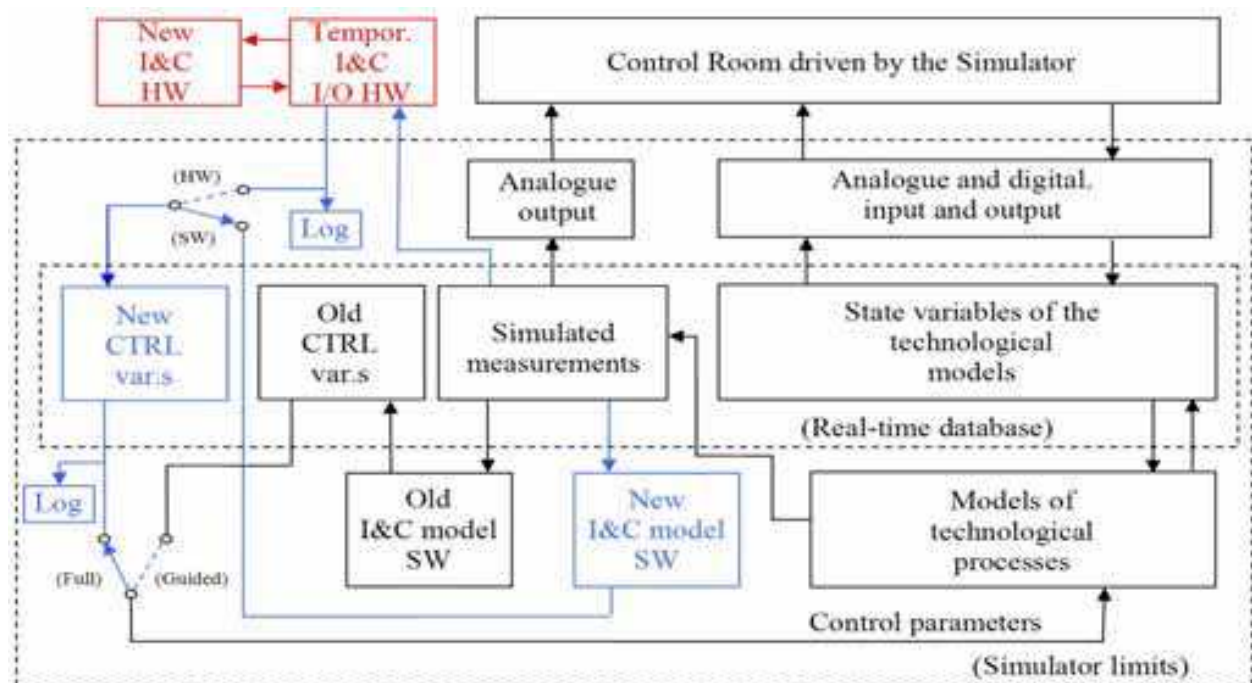 New
I&C
HW
Tempor.
I&C
I/O HW
Control Room driven by the Simulator
(HW)
(SW)
Log
Analogue
output
Analogue and digital,
input and output
New
CTRL
var.s
Old
CTRL
var.s
Simulated
measurements
State variables of the
technological
models
(Real-time database)
Log
(Full)
(Guided)
Old
I&C model
SW
New
I&C model
SW
Models of
technological
processes
Control parameters
(Simulator limits)